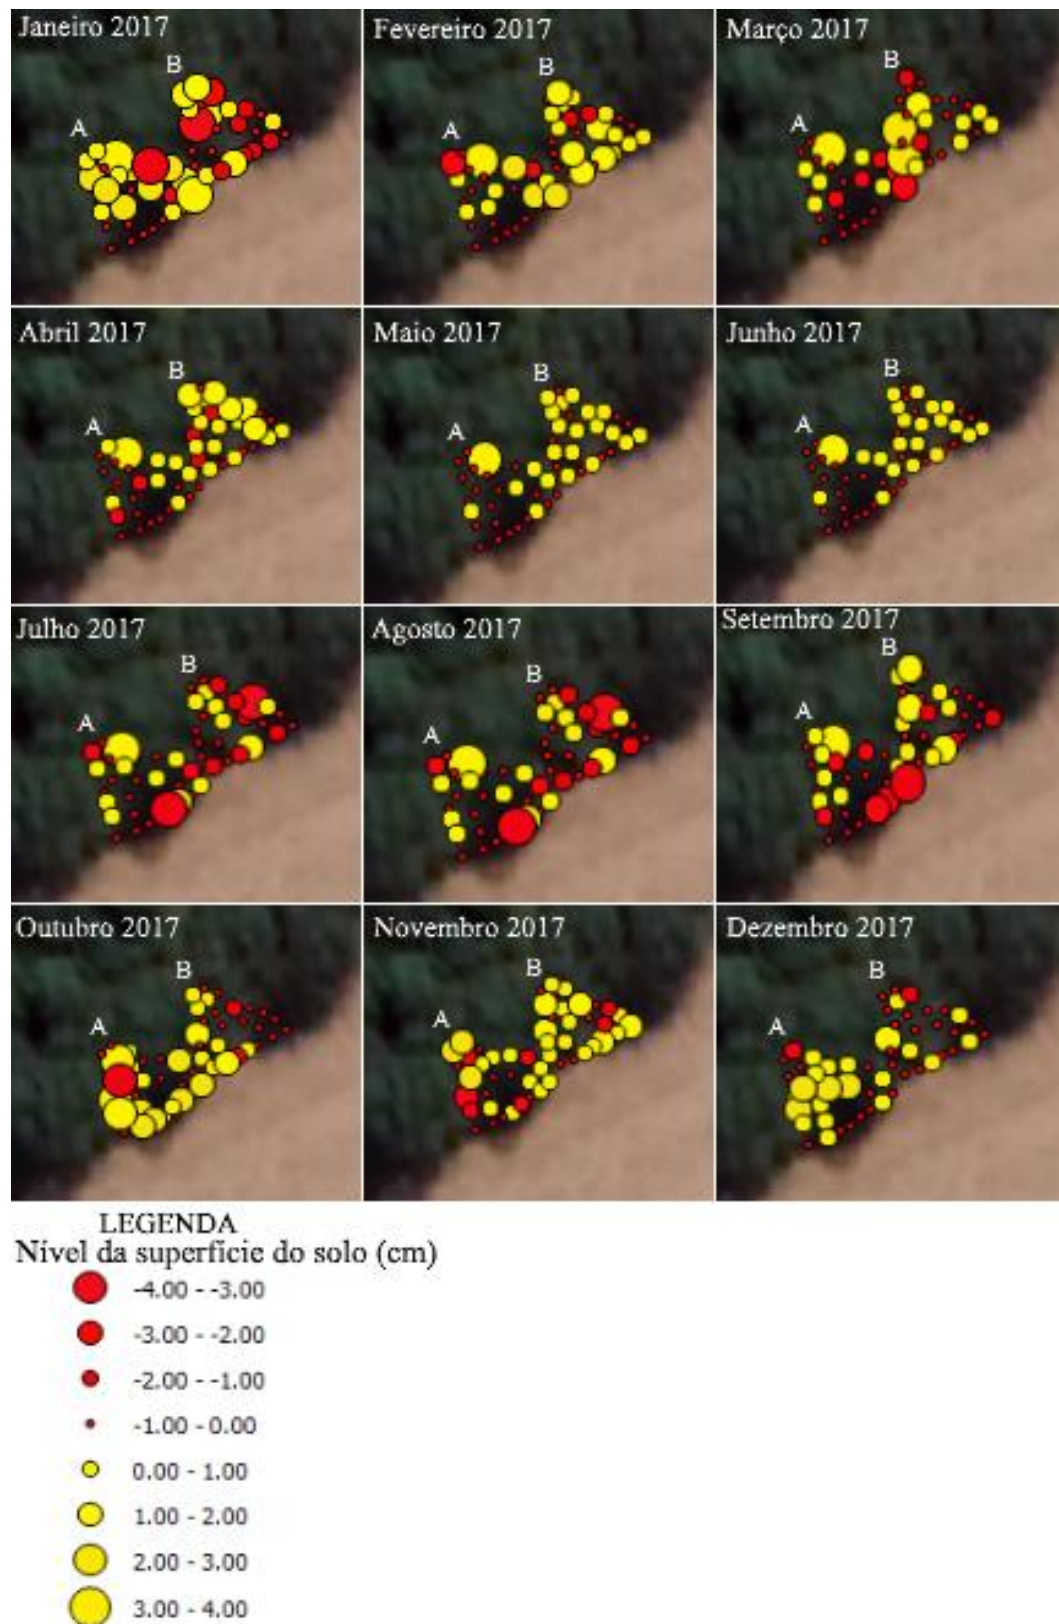 Janeiro 2017
B
A
Fevereiro 2017
B
A
Março 2017
B
A
Abril 2017
B
A
Maio 2017
B
A
Junho 2017
B
A
Julho 2017
B
A
Agosto 2017
B
A
Setembro 2017
B
A
Outubro 2017
B
A
Novembro 2017
B
A
Dezembro 2017
B
A
LEGENDA
Nível da superfície do solo (cm)
-4.00 - -3.00
-3.00 - -2.00
-2.00 - -1.00
-1.00 - 0.00
0.00 - 1.00
1.00 - 2.00
2.00 - 3.00
3.00 - 4.00